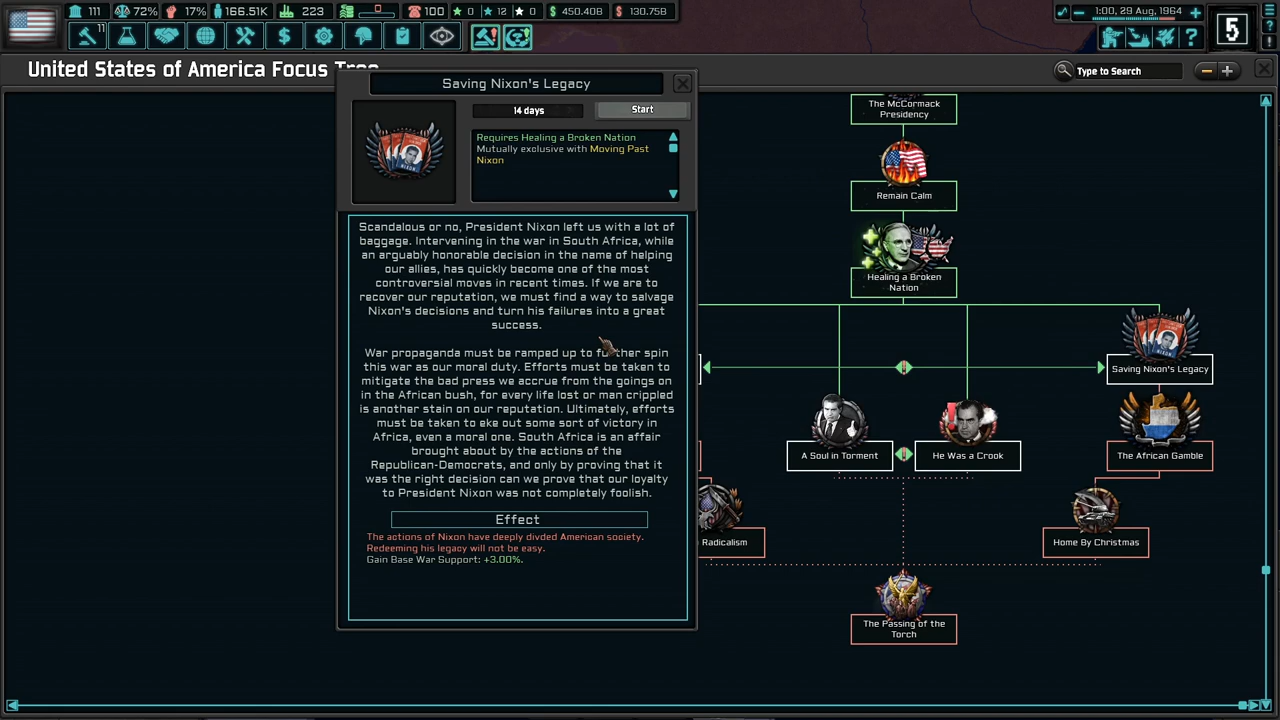 111 72% 17% 166.51K 223 100 0 12 0 450.40B 130.75B
1:00, 29 Aug, 1964
11
5
United States of America Focus Tree
Type to Search
Saving Nixon's Legacy
14 days
Start
Requires Healing a Broken Nation
Mutually exclusive with Moving Past
Nixon
Scandalous or no, President Nixon left us with a lot of
baggage. Intervening in the war in South Africa, while
an arguably honorable decision in the name of helping
our allies, has quickly become one of the most
controversial moves in recent times. If we are to
recover our reputation, we must find a way to salvage
Nixon's decisions and turn his failures into a great
success.
War propaganda must be ramped up to further spin
this war as our moral duty. Efforts must be taken to
mitigate the bad press we accrue from the goings on
in the African bush, for every life lost or man crippled
is another stain on our reputation. Ultimately, efforts
must be taken to eke out some sort of victory in
Africa, even a moral one. South Africa is an affair
brought about by the actions of the
Republican-Democrats, and only by proving that it
was the right decision can we prove that our loyalty
to President Nixon was not completely foolish.
Effect
The actions of Nixon have deeply divded American society.
Redeeming his legacy will not be easy.
Gain Base War Support: +3.00%.
The McCormack
Presidency
Remain Calm
Healing a Broken
Nation
Saving Nixon's Legacy
A Soul in Torment
He Was a Crook
The African Gamble
Radicalism
Home By Christmas
The Passing of the
Torch